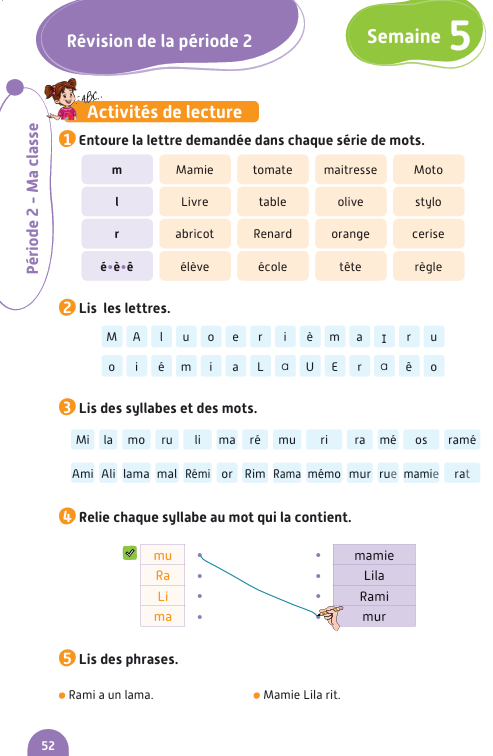 Révision de la période 2
Semaine 5
ABC..
Activités de lecture
Période 2 - Ma classe
1 Entoure la lettre demandée dans chaque série de mots.
m Mamie tomate maitresse Moto
l Livre table olive stylo
r abricot Renard orange cerise
é•è•ê élève école tête règle
2 Lis les lettres.
M A l u o e r i è m a I r u
o i é m i a L a U E r a ê o
3 Lis des syllabes et des mots.
Mi la mo ru li ma ré mu ri ra mé os ramé
Ami Ali lama mal Rémi or Rim Rama mémo mur rue mamie rat
4 Relie chaque syllabe au mot qui la contient.
mu mamie
Ra Lila
Li Rami
ma mur
5 Lis des phrases.
Rami a un lama. Mamie Lila rit.
52